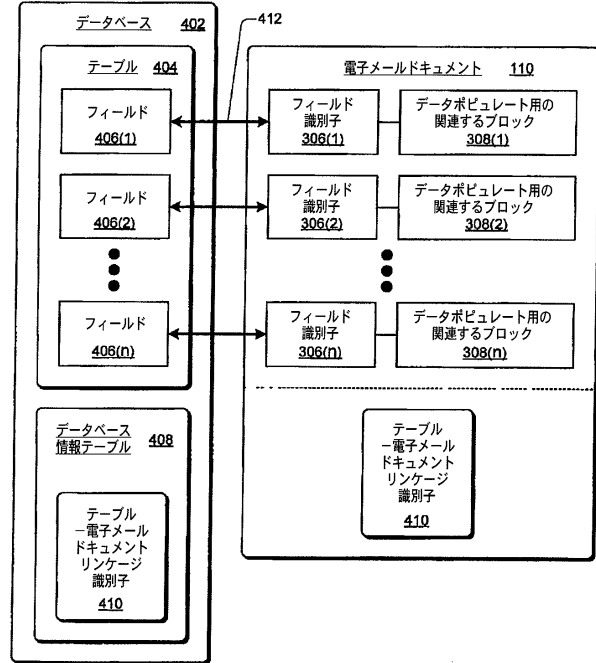 データベース 402
テーブル 404
フィールド
406(1)
フィールド
406(2)
フィールド
406(n)
データベース
情報テーブル 408
テーブル
−電子メール
ドキュメント
リンケージ
識別子
410
412
電子メールドキュメント 110
フィールド
識別子
306(1)
データポピュレート用の
関連するブロック
308(1)
フィールド
識別子
306(2)
データポピュレート用の
関連するブロック
308(2)
フィールド
識別子
306(n)
データポピュレート用の
関連するブロック
308(n)
テーブル
−電子メール
ドキュメント
リンケージ
識別子
410